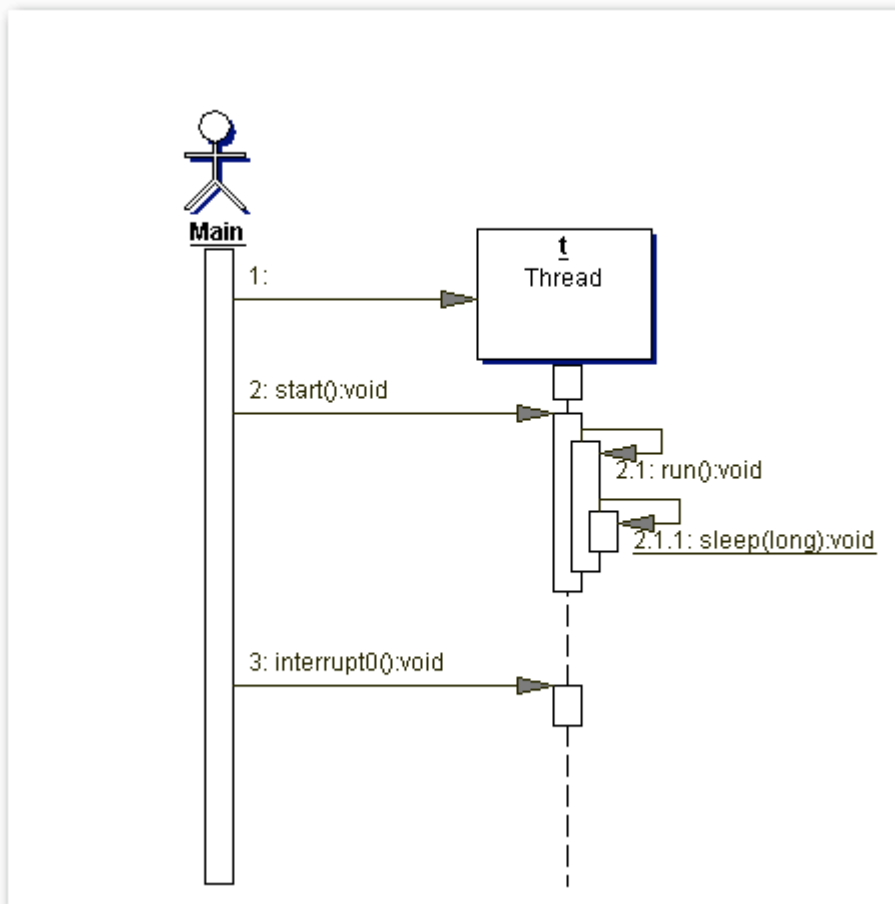 Main
t
Thread
1:
2: start():void
2.1: run():void
2.1.1: sleep(long):void
3: interrupt0():void